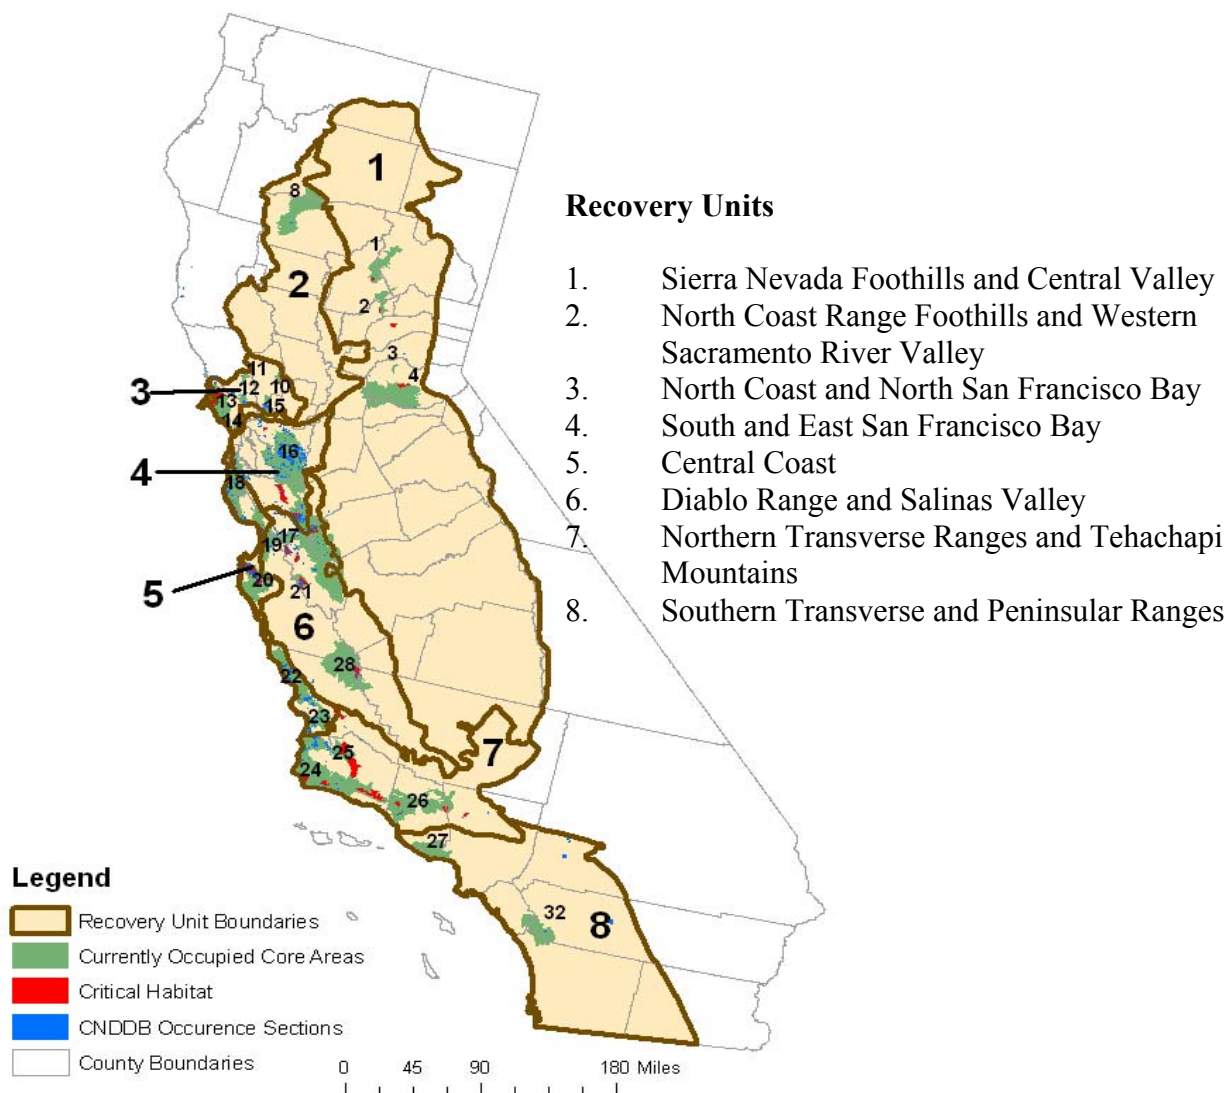 Recovery Units
1. Sierra Nevada Foothills and Central Valley
2. North Coast Range Foothills and Western
Sacramento River Valley
3. North Coast and North San Francisco Bay
4. South and East San Francisco Bay
5. Central Coast
6. Diablo Range and Salinas Valley
7. Northern Transverse Ranges and Tehachapi
Mountains
8. Southern Transverse and Peninsular Ranges
1
8
1
2
2
3
4
11
3
12
10
13
15
14
16
4
18
17
19
5
20
21
6
28
22
23
7
25
24
26
27
32
8
Legend
Recovery Unit Boundaries
Currently Occupied Core Areas
Critical Habitat
CNDDB Occurence Sections
County Boundaries
0 45 90 180 Miles